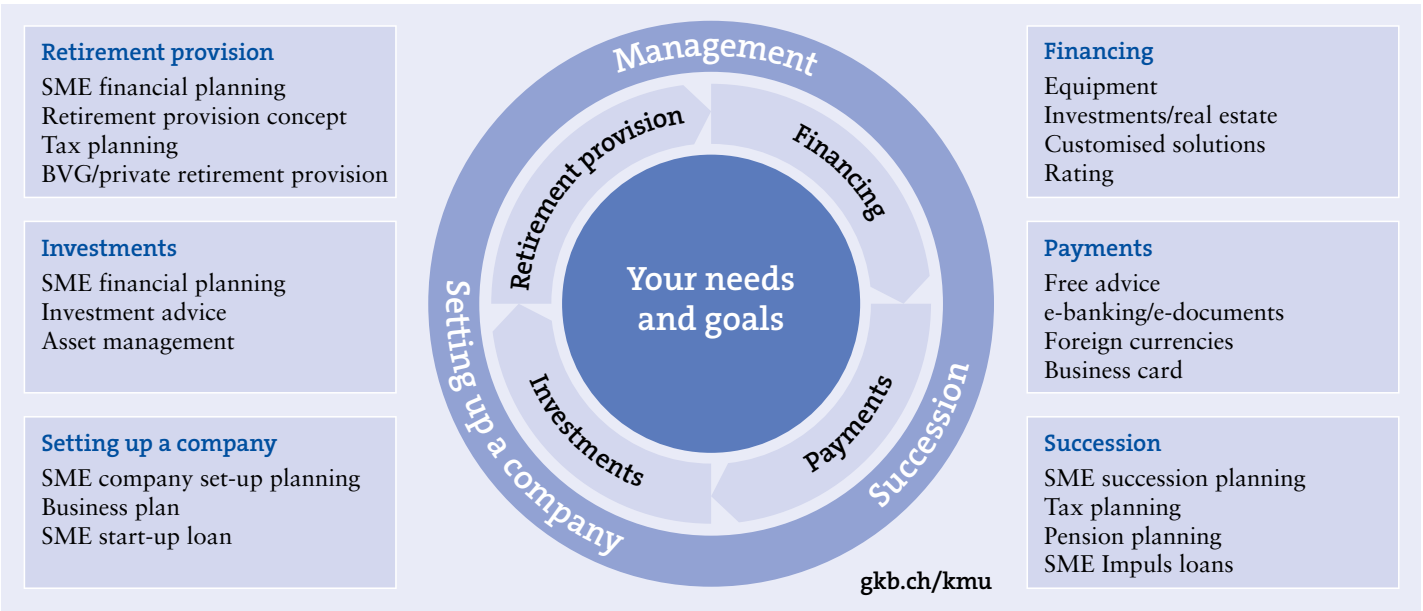 Retirement provision
SME financial planning
Retirement provision concept
Tax planning
BVG/private retirement provision
Investments
SME financial planning
Investment advice
Asset management
Setting up a company
SME company set-up planning
Business plan
SME start-up loan
Management
Setting up a company
Succession
Retirement provision
Financing
Payments
Investments
Your needs
and goals
gkb.ch/kmu
Financing
Equipment
Investments/real estate
Customised solutions
Rating
Payments
Free advice
e-banking/e-documents
Foreign currencies
Business card
Succession
SME succession planning
Tax planning
Pension planning
SME Impuls loans